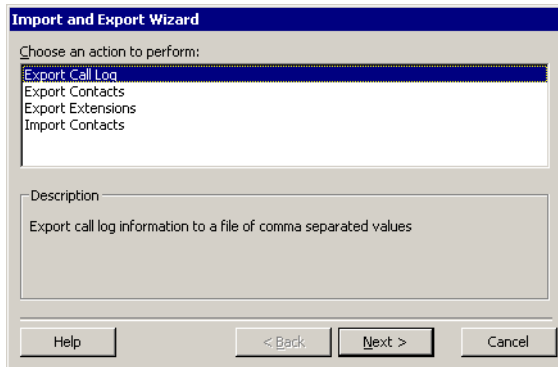 Import and Export Wizard
Choose an action to perform:
Export Call Log
Export Contacts
Export Extensions
Import Contacts
Description
Export call log information to a file of comma separated values
Help
< Back
Next >
Cancel